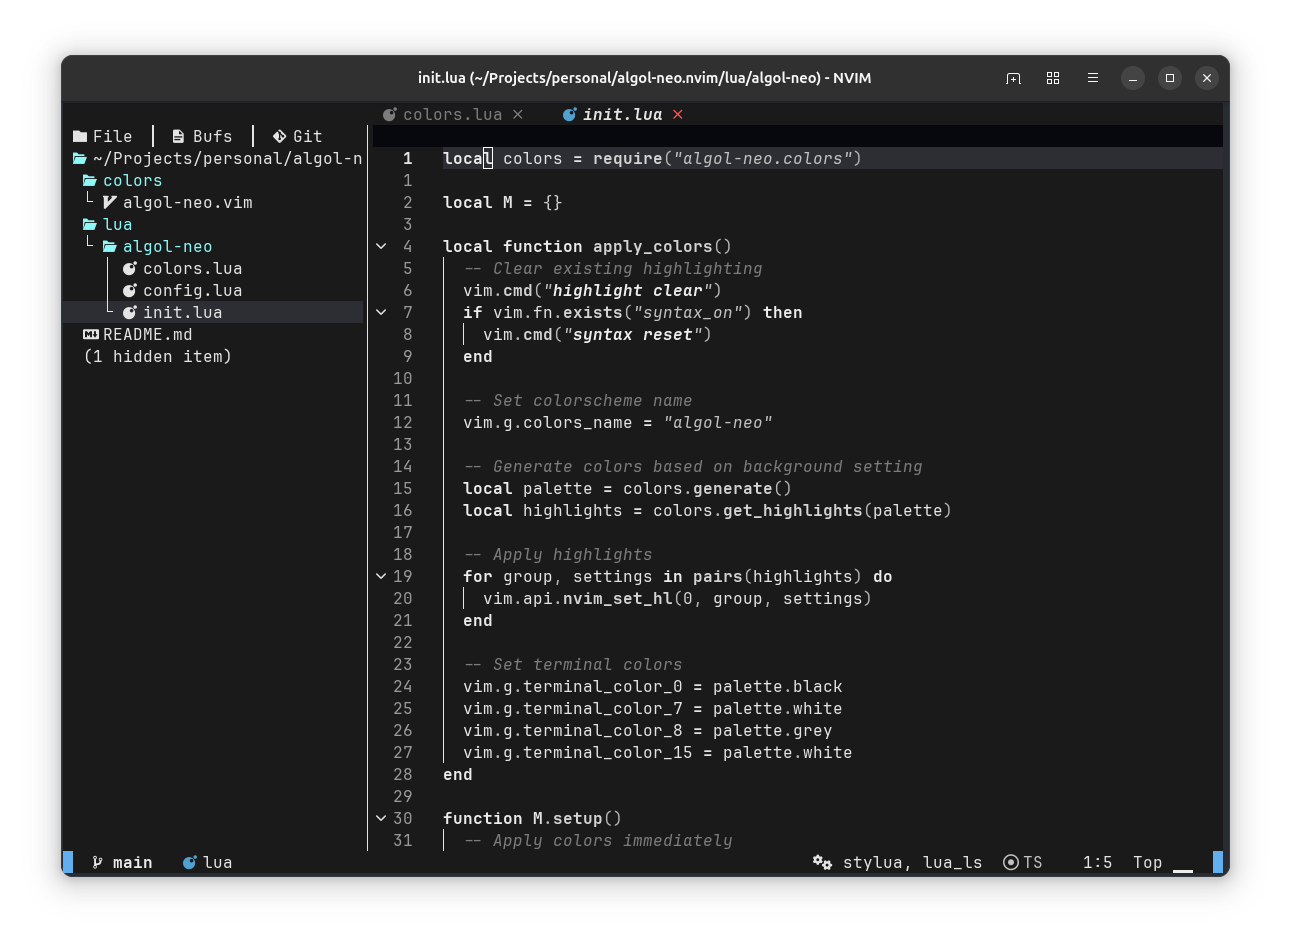 init.lua (~/Projects/personal/algol-neo.nvim/lua/algol-neo) - NVIM
colors.lua ✕ init.lua ✕
File Bufs Git
~/Projects/personal/algol-n
colors
algol-neo.vim
lua
algol-neo
colors.lua
config.lua
init.lua
README.md
(1 hidden item)
1 local colors = require("algol-neo.colors")
1
2 local M = {}
3
4 local function apply_colors()
5 -- Clear existing highlighting
6 vim.cmd("highlight clear")
7 if vim.fn.exists("syntax_on") then
8 vim.cmd("syntax reset")
9 end
10
11 -- Set colorscheme name
12 vim.g.colors_name = "algol-neo"
13
14 -- Generate colors based on background setting
15 local palette = colors.generate()
16 local highlights = colors.get_highlights(palette)
17
18 -- Apply highlights
19 for group, settings in pairs(highlights) do
20 vim.api.nvim_set_hl(0, group, settings)
21 end
22
23 -- Set terminal colors
24 vim.g.terminal_color_0 = palette.black
25 vim.g.terminal_color_7 = palette.white
26 vim.g.terminal_color_8 = palette.grey
27 vim.g.terminal_color_15 = palette.white
28 end
29
30 function M.setup()
31 -- Apply colors immediately
main lua stylua, lua_ls TS 1:5 Top